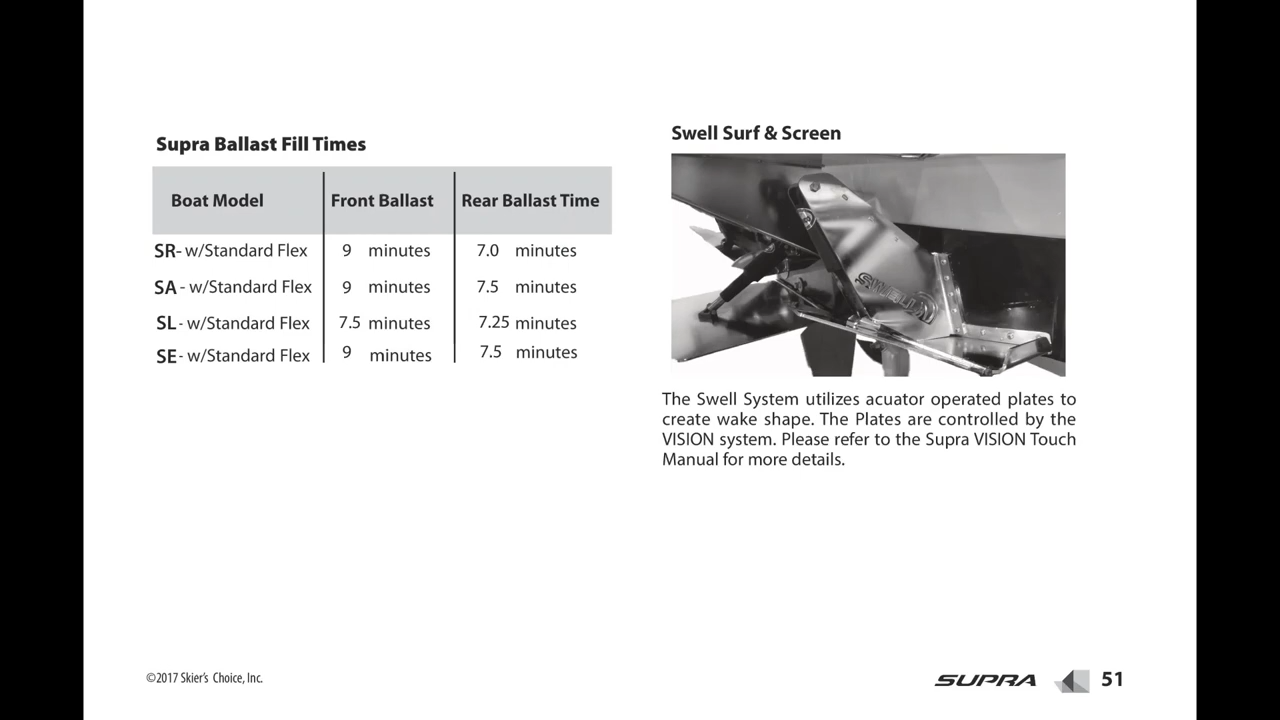 Supra Ballast Fill Times
Boat Model Front Ballast Rear Ballast Time
SR- w/Standard Flex 9 minutes 7.0 minutes
SA - w/Standard Flex 9 minutes 7.5 minutes
SL - w/Standard Flex 7.5 minutes 7.25 minutes
SE - w/Standard Flex 9 minutes 7.5 minutes
Swell Surf & Screen
SWELL
The Swell System utilizes acuator operated plates to
create wake shape. The Plates are controlled by the
VISION system. Please refer to the Supra VISION Touch
Manual for more details.
©2017 Skier's Choice, Inc.
SUPRA 51